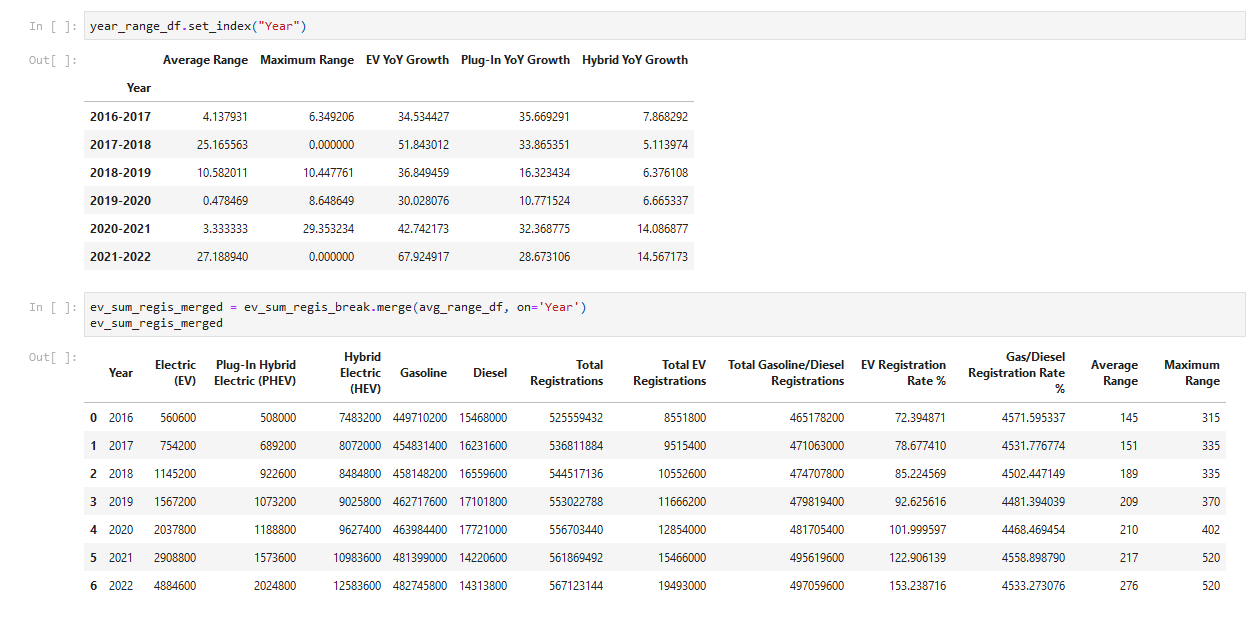 In [ ]: year_range_df.set_index("Year")
Out[ ]: Average Range Maximum Range EV YoY Growth Plug-In YoY Growth Hybrid YoY Growth
Year
2016-2017 4.137931 6.349206 34.534427 35.669291 7.868292
2017-2018 25.165563 0.000000 51.843012 33.865351 5.113974
2018-2019 10.582011 10.447761 36.849459 16.323434 6.376108
2019-2020 0.478469 8.648649 30.028076 10.771524 6.665337
2020-2021 3.333333 29.353234 42.742173 32.368775 14.086877
2021-2022 27.188940 0.000000 67.924917 28.673106 14.567173
In [ ]: ev_sum_regis_merged = ev_sum_regis_break.merge(avg_range_df, on='Year')
ev_sum_regis_merged
Out[ ]: Year Electric (EV) Plug-In Hybrid Electric (PHEV) Hybrid Electric (HEV) Gasoline Diesel Total Registrations Total EV Registrations Total Gasoline/Diesel Registrations EV Registration Rate % Gas/Diesel Registration Rate % Average Range Maximum Range
0 2016 560600 508000 7483200 449710200 15468000 525559432 8551800 465178200 72.394871 4571.595337 145 315
1 2017 754200 689200 8072000 454831400 16231600 536811884 9515400 471063000 78.677410 4531.776774 151 335
2 2018 1145200 922600 8484800 458148200 16559600 544517136 10552600 474707800 85.224569 4502.447149 189 335
3 2019 1567200 1073200 9025800 462717600 17101800 553022788 11666200 479819400 92.625616 4481.394039 209 370
4 2020 2037800 1188800 9627400 463984400 17721000 556703440 12854000 481705400 101.999597 4468.469454 210 402
5 2021 2908800 1573600 10983600 481399000 14220600 561869492 15466000 495619600 122.906139 4558.898790 217 520
6 2022 4884600 2024800 12583600 482745800 14313800 567123144 19493000 497059600 153.238716 4533.273076 276 520